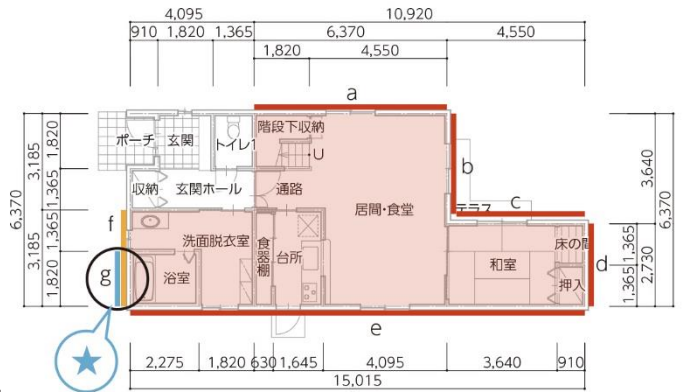 4,095 10,920
910 1,820 1,365 6,370 4,550
1,820 4,550
a
ポーチ 玄関 トイレ1 階段下収納
U
b
収納 玄関ホール 通路
居間・食堂
テラス c
f
洗面脱衣室 食器棚 台所
和室 床の間
d
g 浴室
押入
e
6,370
3,185 3,185
1,820 1,365 1,365 1,820
3,640 2,730
1,365 1,365
6,370
2,275 1,820 630 1,645 4,095 3,640 910
15,015